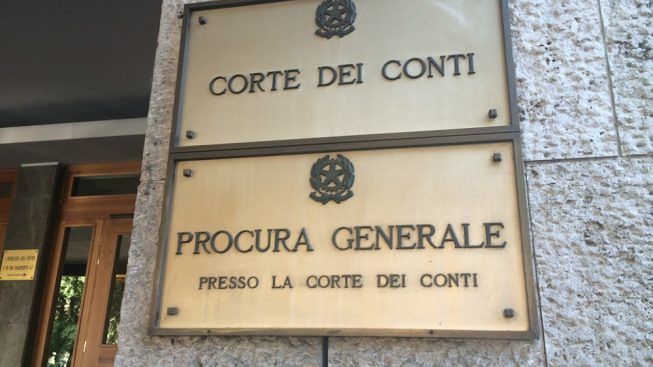 CORTE DEI CONTI
PROCURA GENERALE
PRESSO LA CORTE DEI CONTI